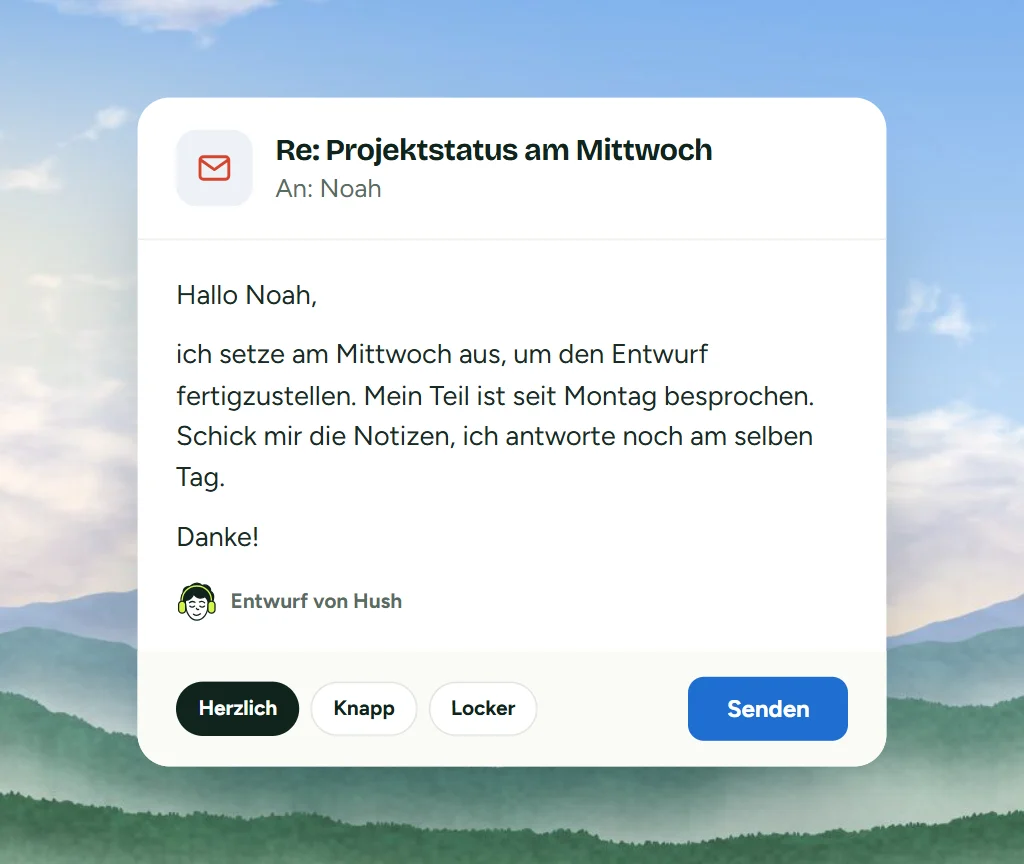 Re: Projektstatus am Mittwoch
An: Noah
Hallo Noah,
ich setze am Mittwoch aus, um den Entwurf
fertigzustellen. Mein Teil ist seit Montag besprochen.
Schick mir die Notizen, ich antworte noch am selben
Tag.
Danke!
Entwurf von Hush
Herzlich
Knapp
Locker
Senden